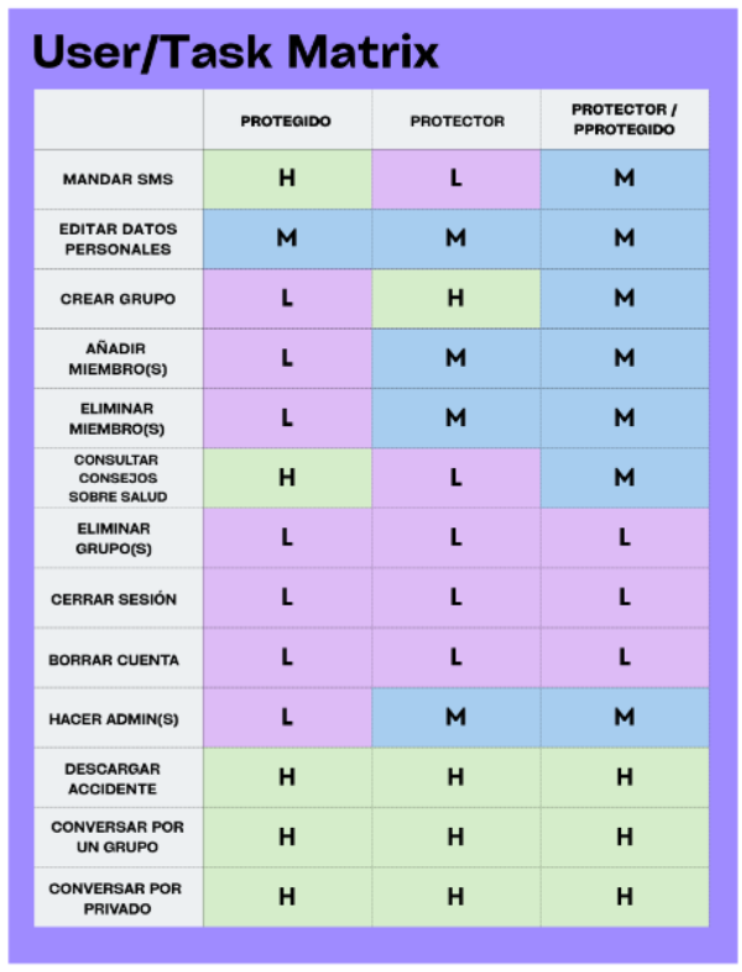 User/Task Matrix
PROTEGIDO PROTECTOR PROTECTOR /
PPROTEGIDO
MANDAR SMS H L M
EDITAR DATOS
PERSONALES M M M
CREAR GRUPO L H M
AÑADIR
MIEMBRO(S) L M M
ELIMINAR
MIEMBRO(S) L M M
CONSULTAR
CONSEJOS
SOBRE SALUD H L M
ELIMINAR
GRUPO(S) L L L
CERRAR SESIÓN L L L
BORRAR CUENTA L L L
HACER ADMIN(S) L M M
DESCARGAR
ACCIDENTE H H H
CONVERSAR POR
UN GRUPO H H H
CONVERSAR POR
PRIVADO H H H